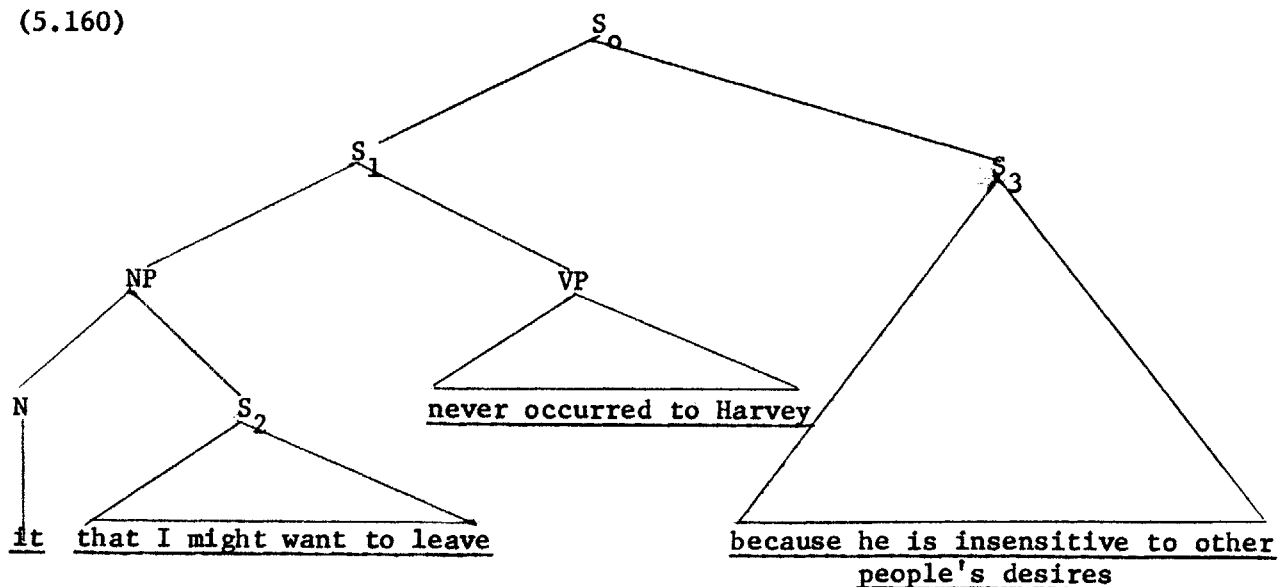 (5.160)
S₀
S₁
S₃
NP
VP
N
S₂
never occurred to Harvey
it that I might want to leave
because he is insensitive to other
people's desires